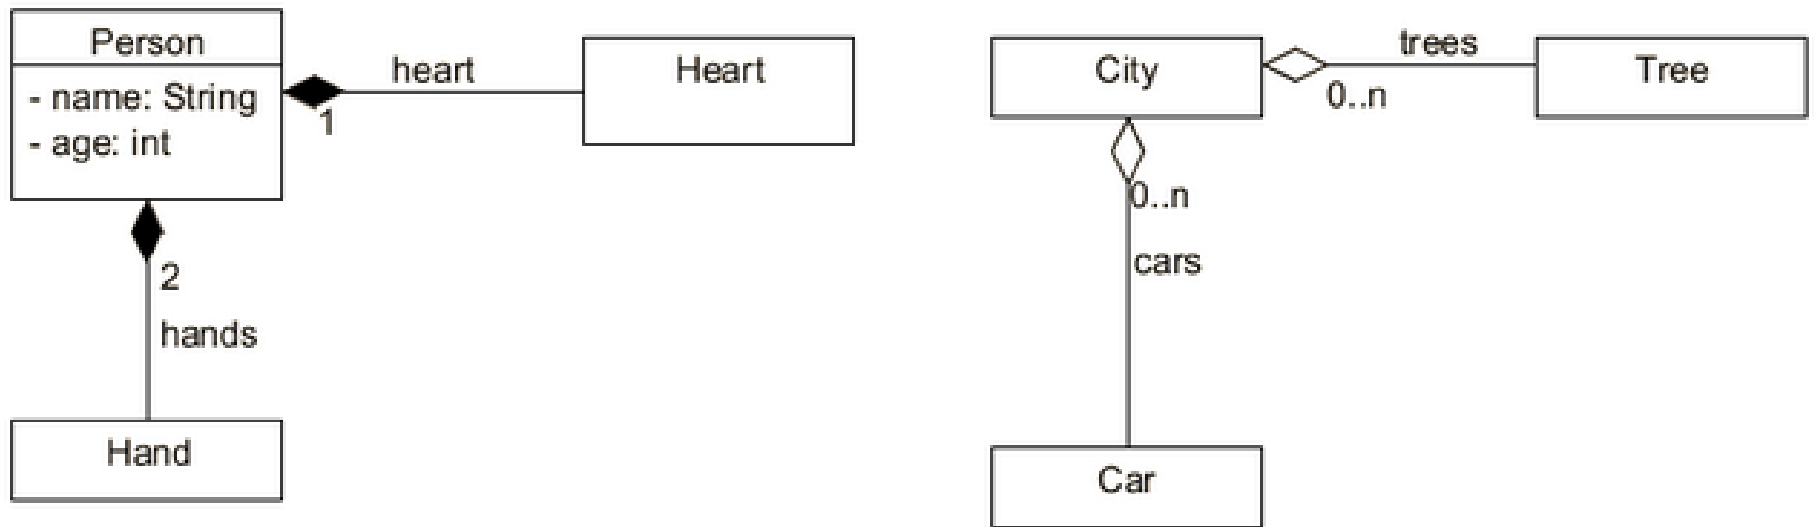 Person
- name: String
- age: int
heart
1
Heart
2
hands
Hand
City
trees
0..n
Tree
0..n
cars
Car